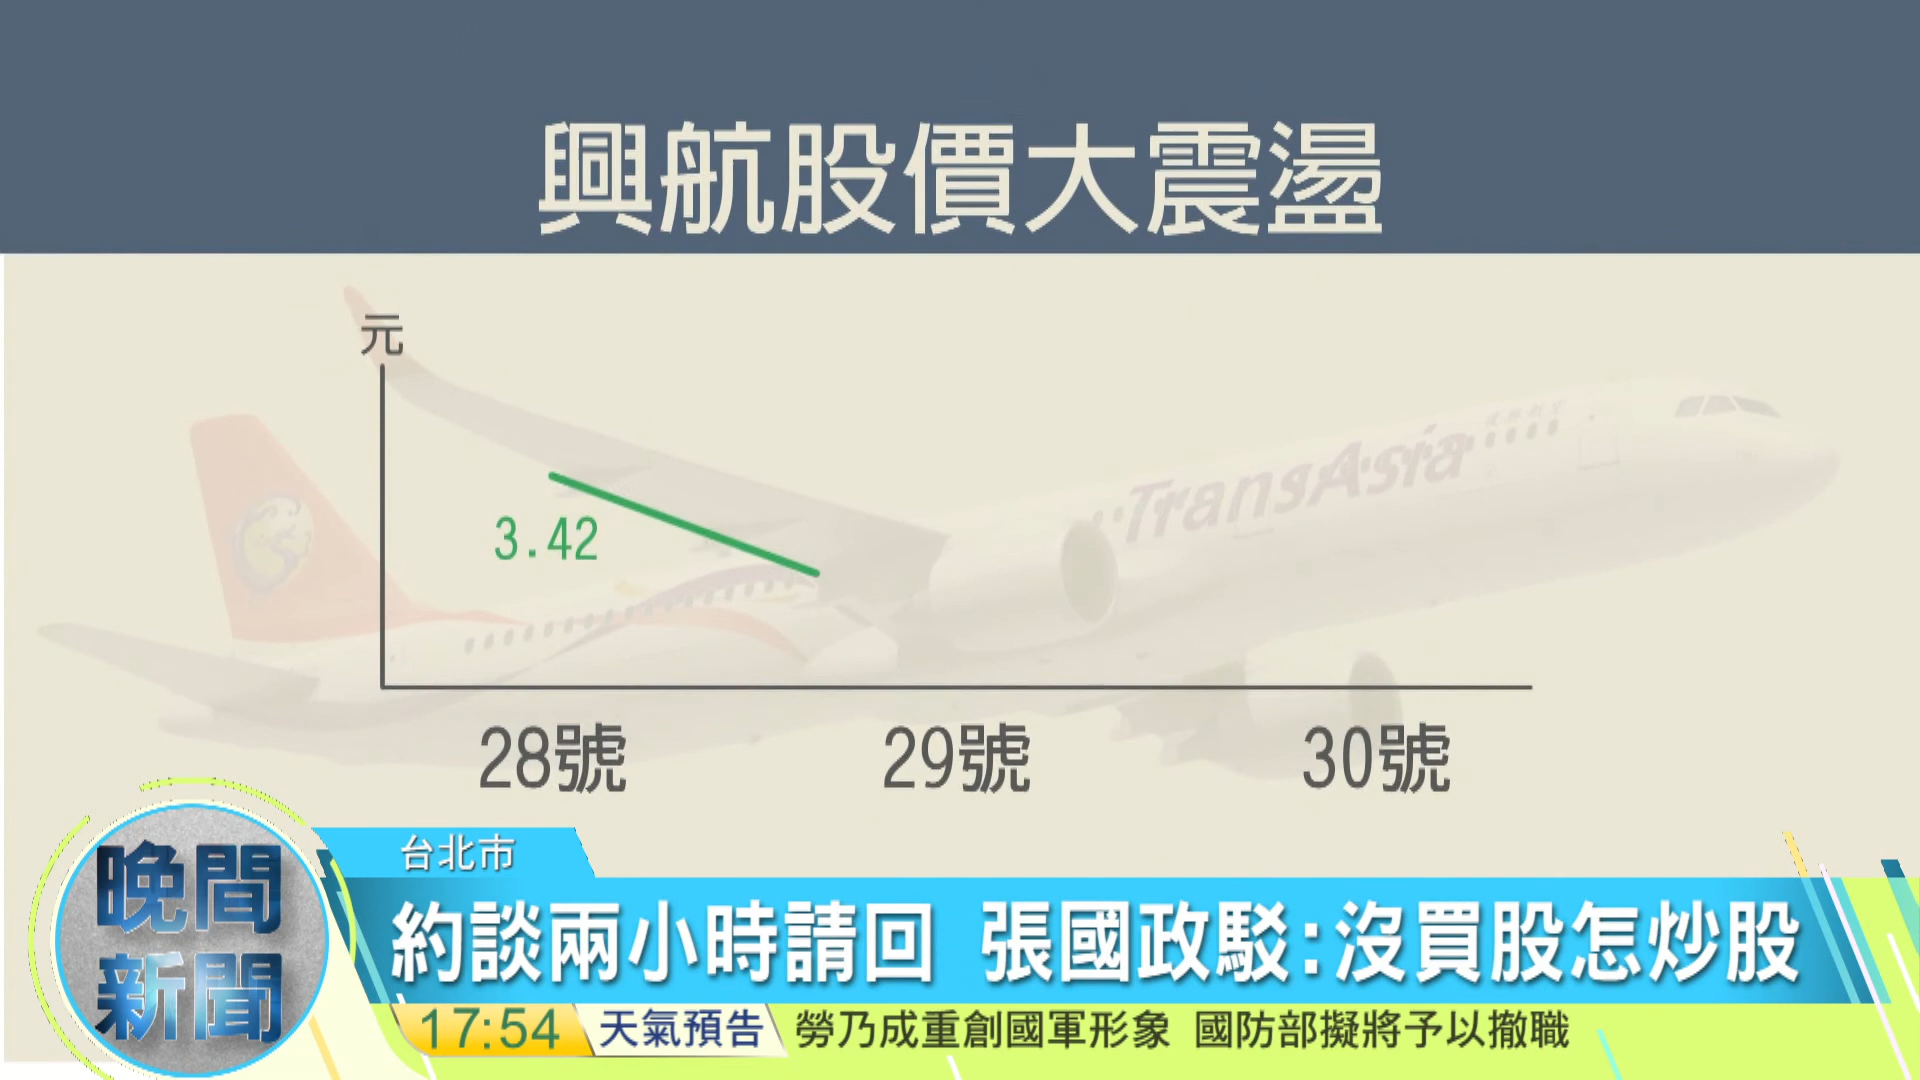 興航股價大震盪
元
TransAsia
3.42
28號 29號 30號
台北市
晚間新聞
約談兩小時請回 張國政駁:沒買股怎炒股
17:54 天氣預告 勞乃成重創國軍形象 國防部擬將予以撤職